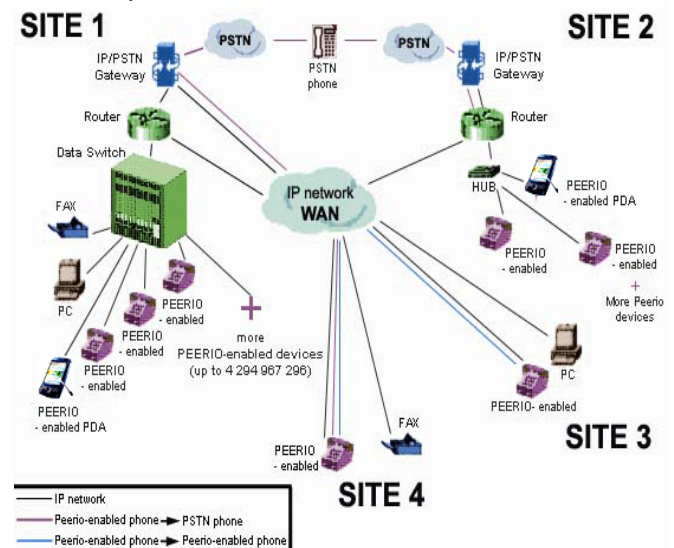 SITE 1
SITE 2
PSTN
PSTN
PSTN
phone
IP/PSTN
Gateway
IP/PSTN
Gateway
Router
Router
Data Switch
HUB
PEERIO
- enabled PDA
IP network
WAN
FAX
PC
PEERIO
- enabled
PEERIO
- enabled
PEERIO
- enabled
PEERIO
- enabled PDA
more
PEERIO-enabled devices
(up to 4 294 967 296)
PEERIO
- enabled
PEERIO
- enabled
More Peerio
devices
PC
PEERIO- enabled
SITE 3
FAX
PEERIO
- enabled
SITE 4
IP network
Peerio-enabled phone PSTN phone
Peerio-enabled phone Peerio-enabled phone